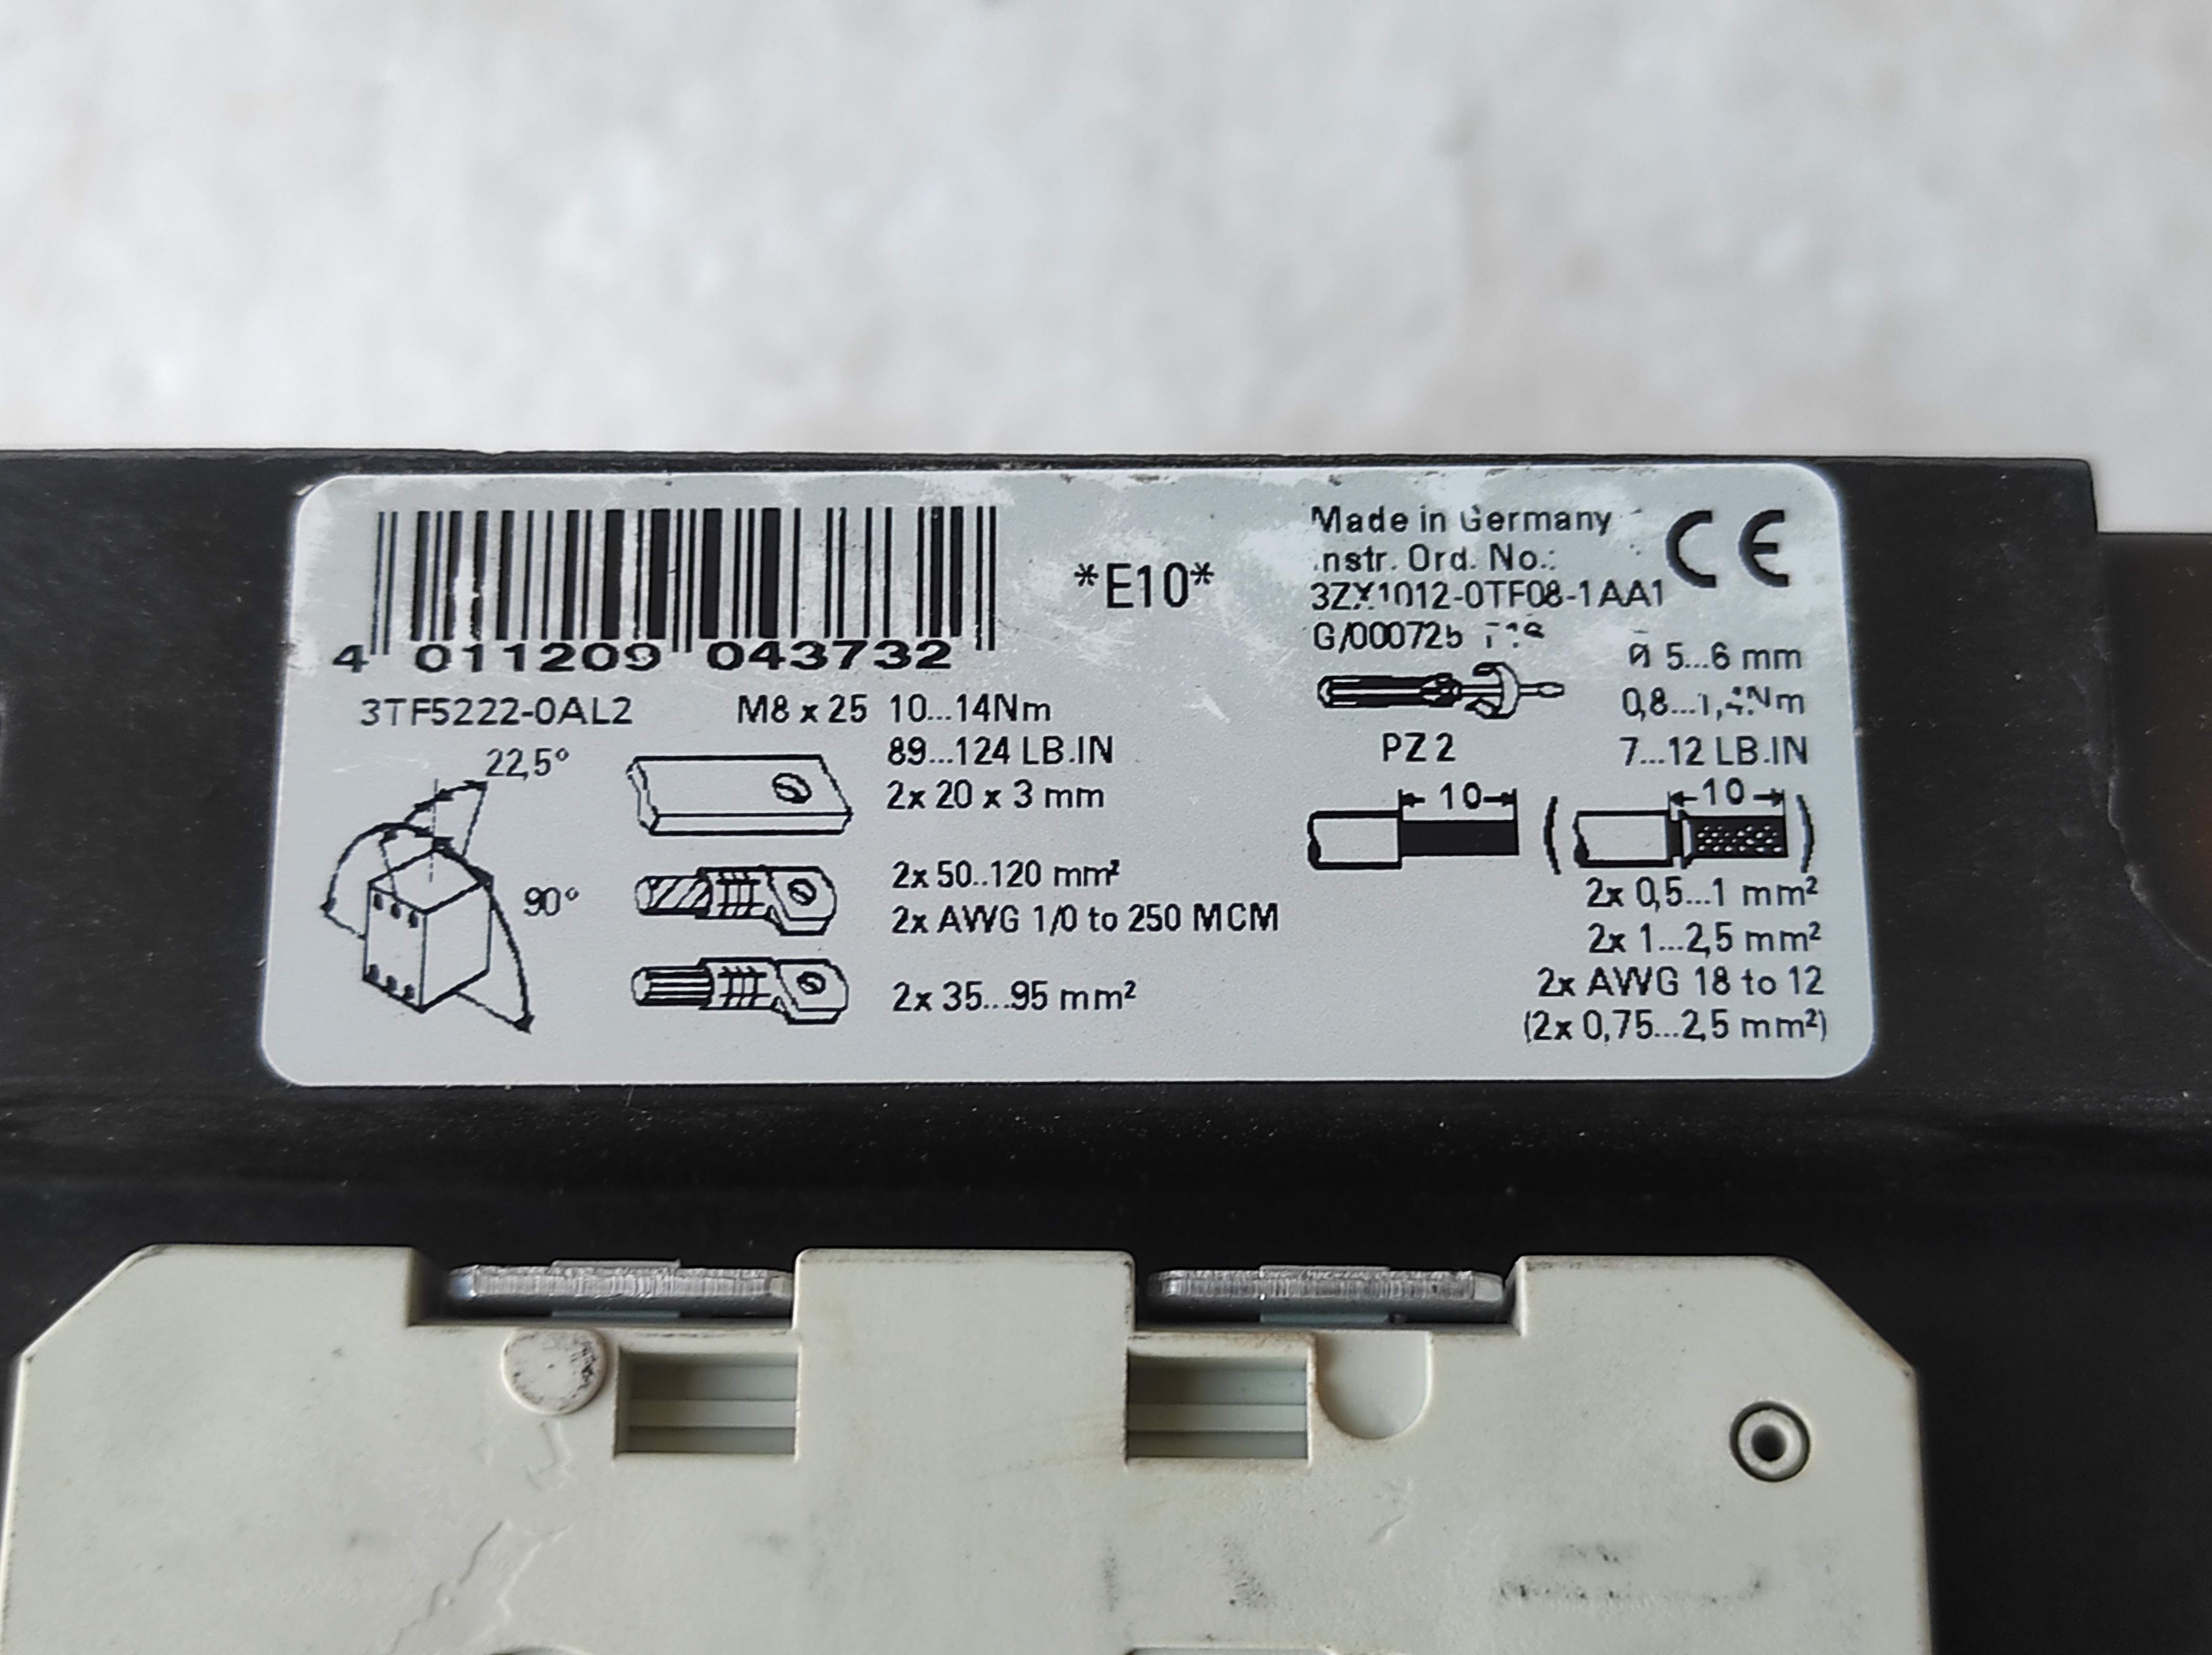 4 011209 043732
*E10*
Made in Germany
Ord. No.:
3ZX1012-0TF08-1AA1
CE
3TF5222-0AL2
M8 x 25 10...14Nm
89...124 LB.IN
2x 20 x 3 mm
22,5°
90°
2x 50..120 mm²
2x AWG 1/0 to 250 MCM
2x 35...95 mm²
5...6 mm
PZ 2
7...12 LB.IN
10
10
2x 0,5...1 mm²
2x 1...2,5 mm²
2x AWG 18 to 12
(2x 0,75...2,5 mm²)